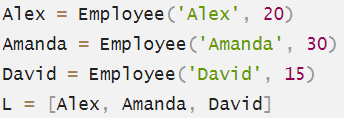 Alex = Employee('Alex', 20)
Amanda = Employee('Amanda', 30)
David = Employee('David', 15)
L = [Alex, Amanda, David]